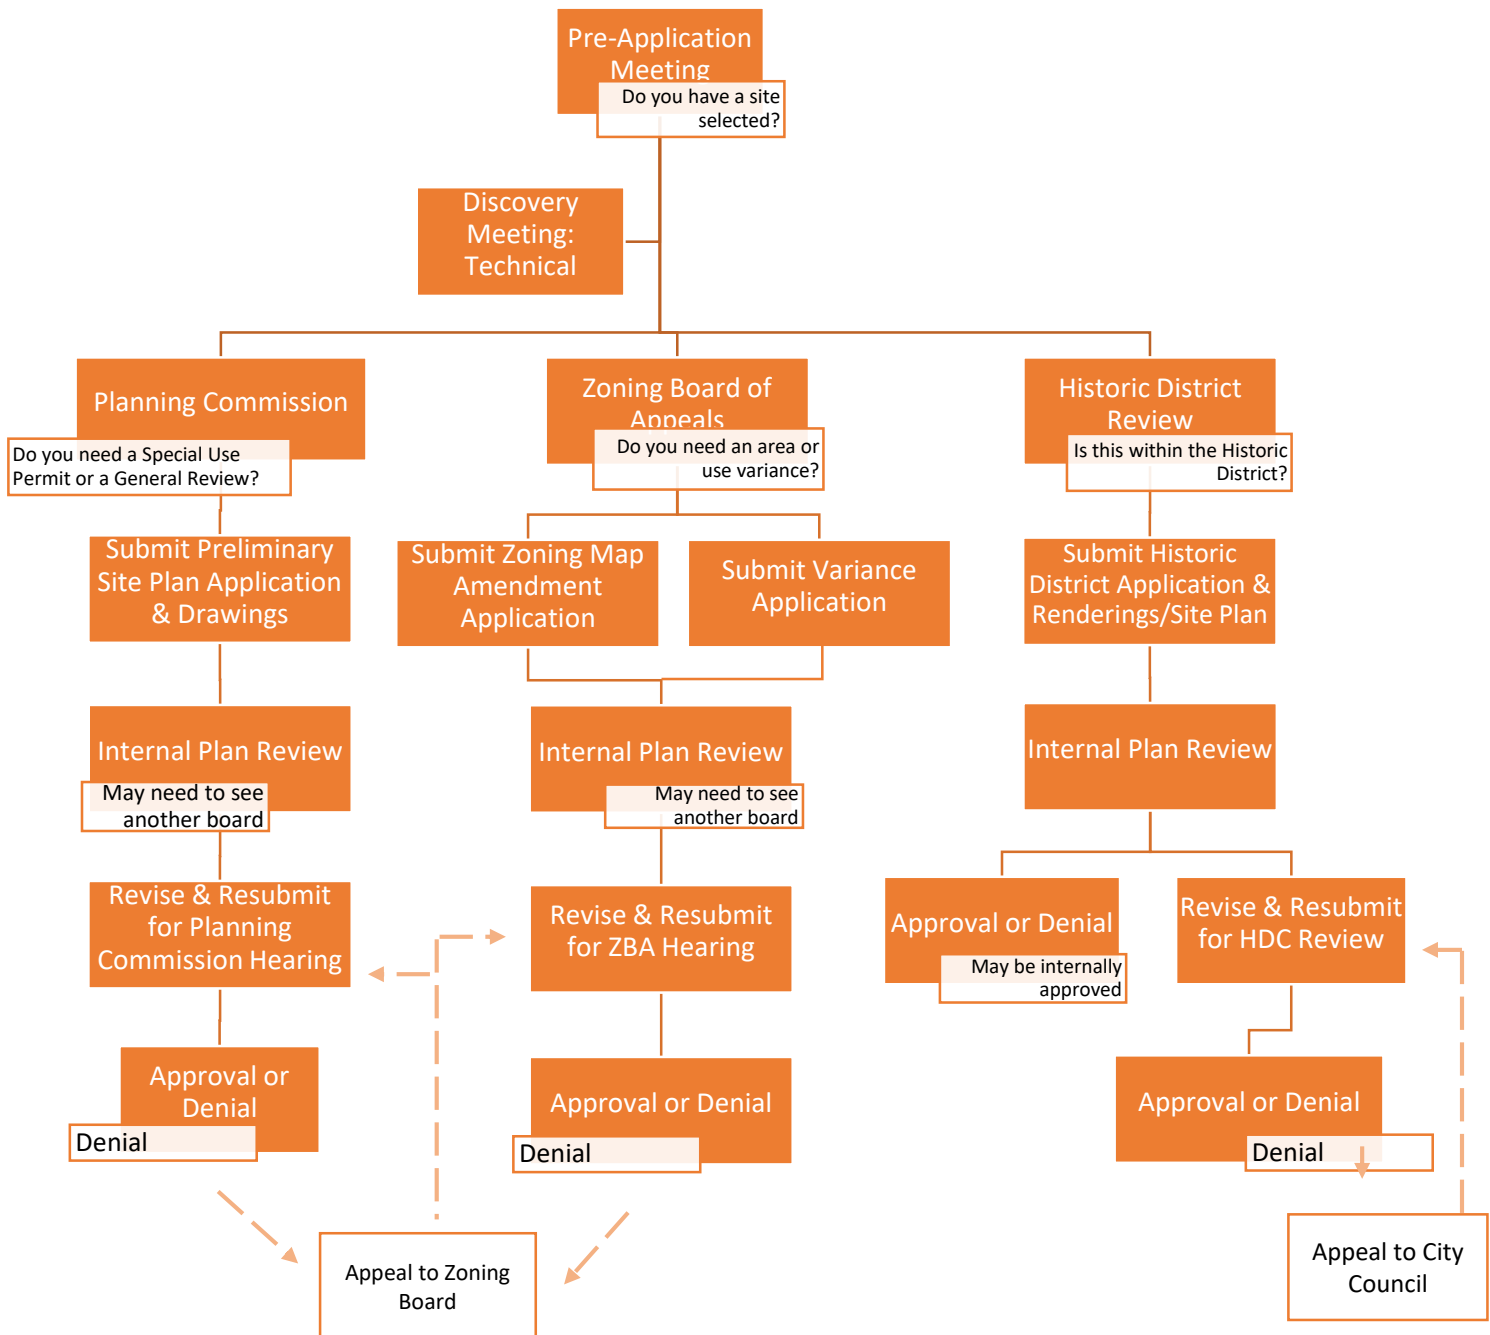 Pre-Application
Meeting
Do you have a site
selected?
Discovery
Meeting:
Technical
Planning Commission
Do you need a Special Use
Permit or a General Review?
Zoning Board of
Appeals
Do you need an area or
use variance?
Historic District
Review
Is this within the Historic
District?
Submit Preliminary
Site Plan Application
& Drawings
Submit Zoning Map
Amendment
Application
Submit Variance
Application
Submit Historic
District Application &
Renderings/Site Plan
Internal Plan Review
May need to see
another board
Internal Plan Review
May need to see
another board
Internal Plan Review
Revise & Resubmit
for Planning
Commission Hearing
Revise & Resubmit
for ZBA Hearing
Approval or Denial
May be internally
approved
Revise & Resubmit
for HDC Review
Approval or
Denial
Denial
Approval or Denial
Denial
Approval or Denial
Denial
Appeal to Zoning
Board
Appeal to City
Council